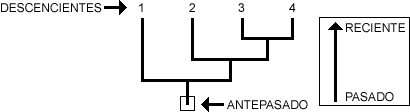 DESCENCIENTES 1 2 3 4
RECIENTE
PASADO
ANTEPASADO